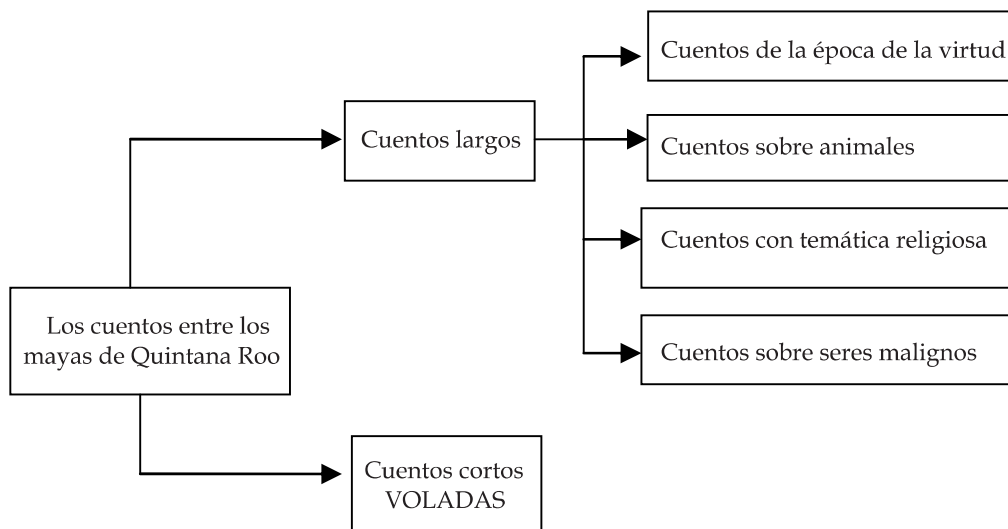 Los cuentos entre los
mayas de Quintana Roo
Cuentos largos
Cuentos de la época de la virtud
Cuentos sobre animales
Cuentos con temática religiosa
Cuentos sobre seres malignos
Cuentos cortos
VOLADAS